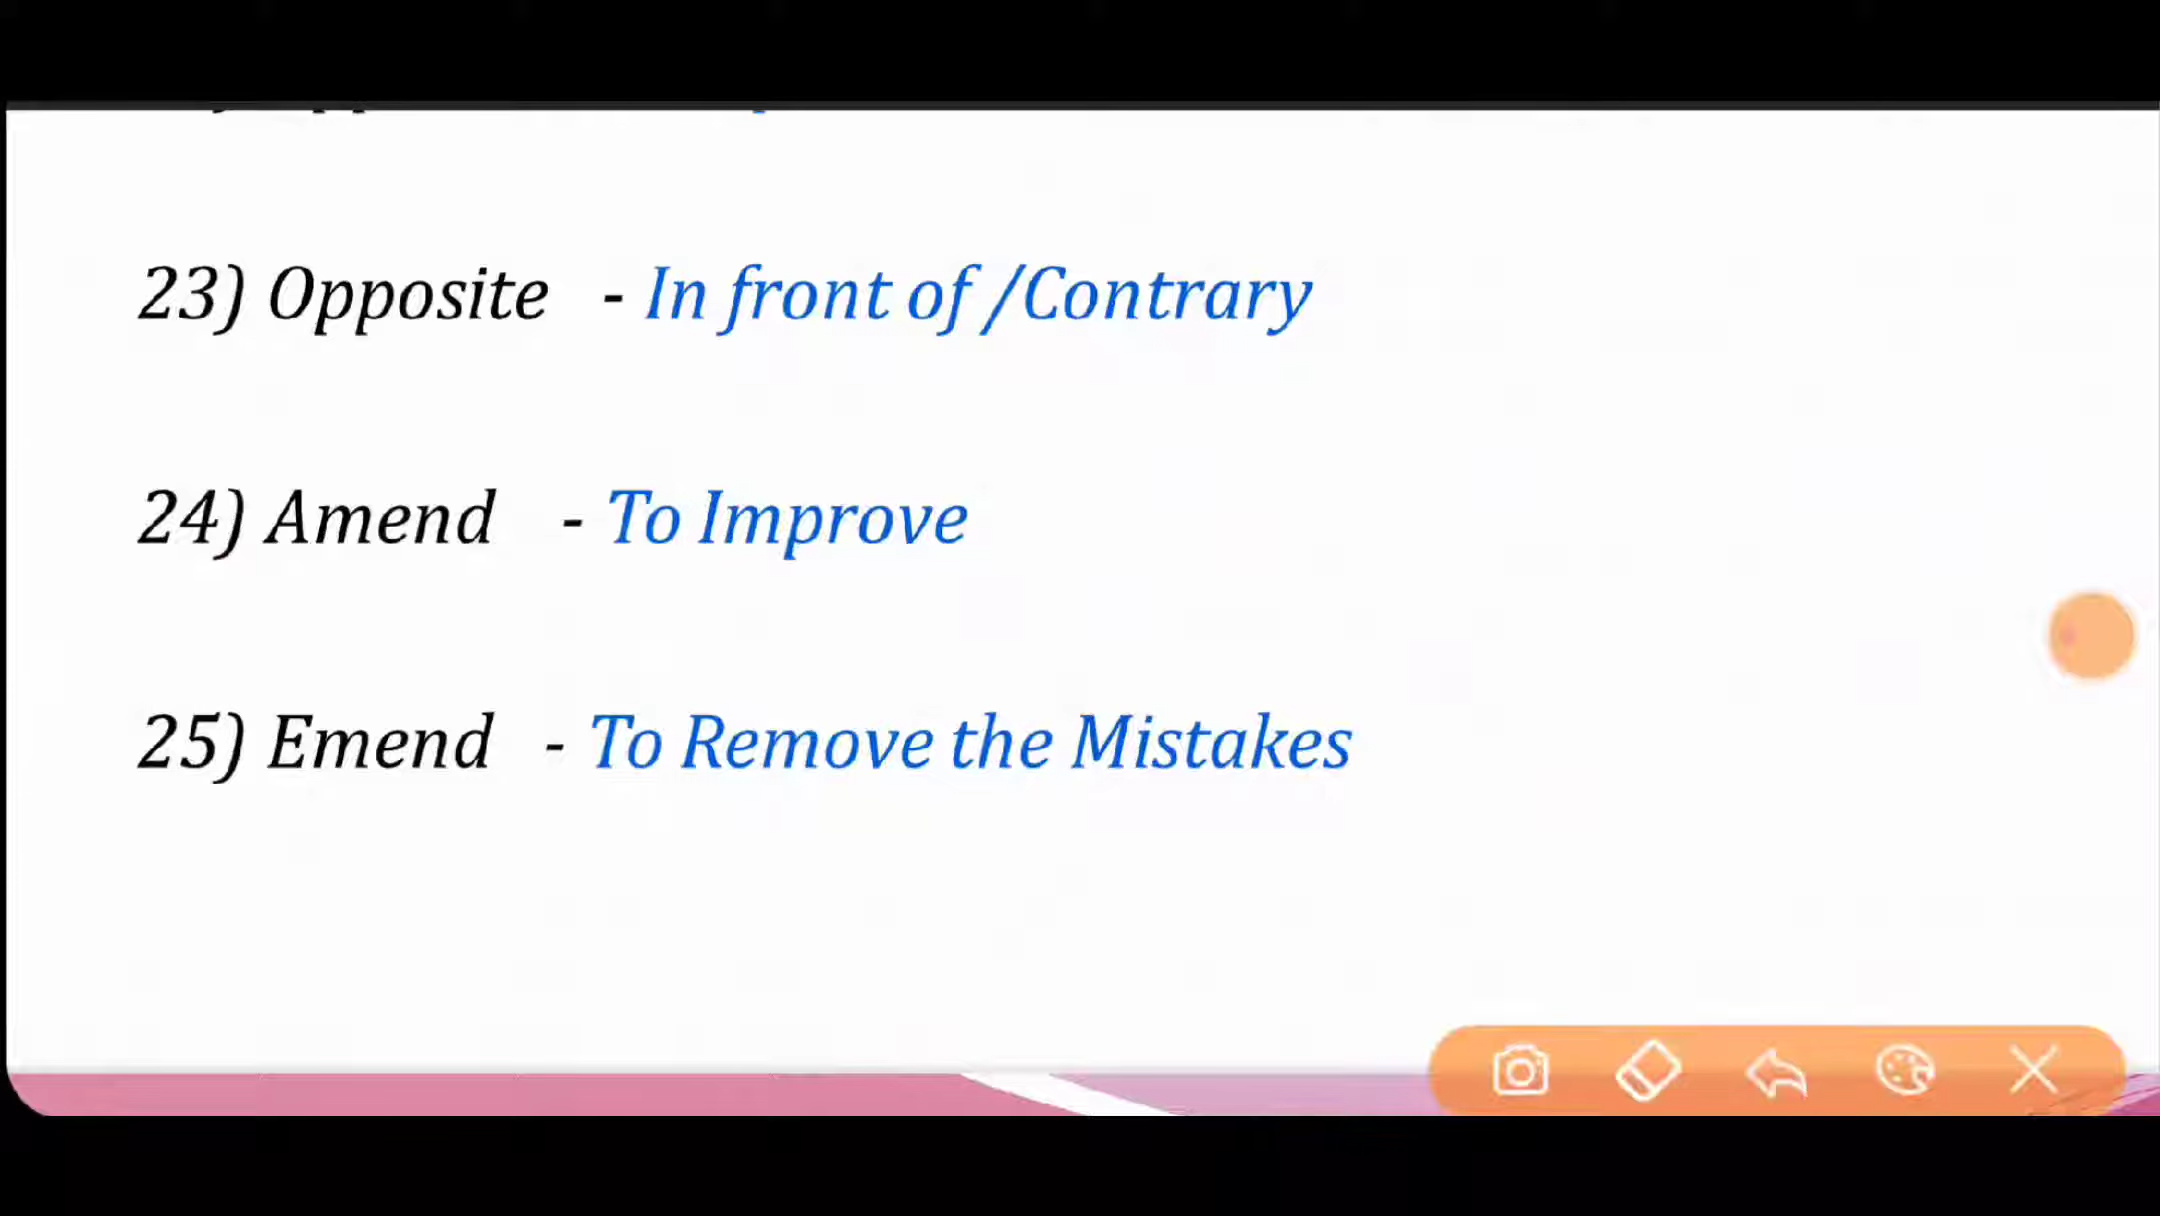 23) Opposite - In front of /Contrary
24) Amend - To Improve
25) Emend - To Remove the Mistakes